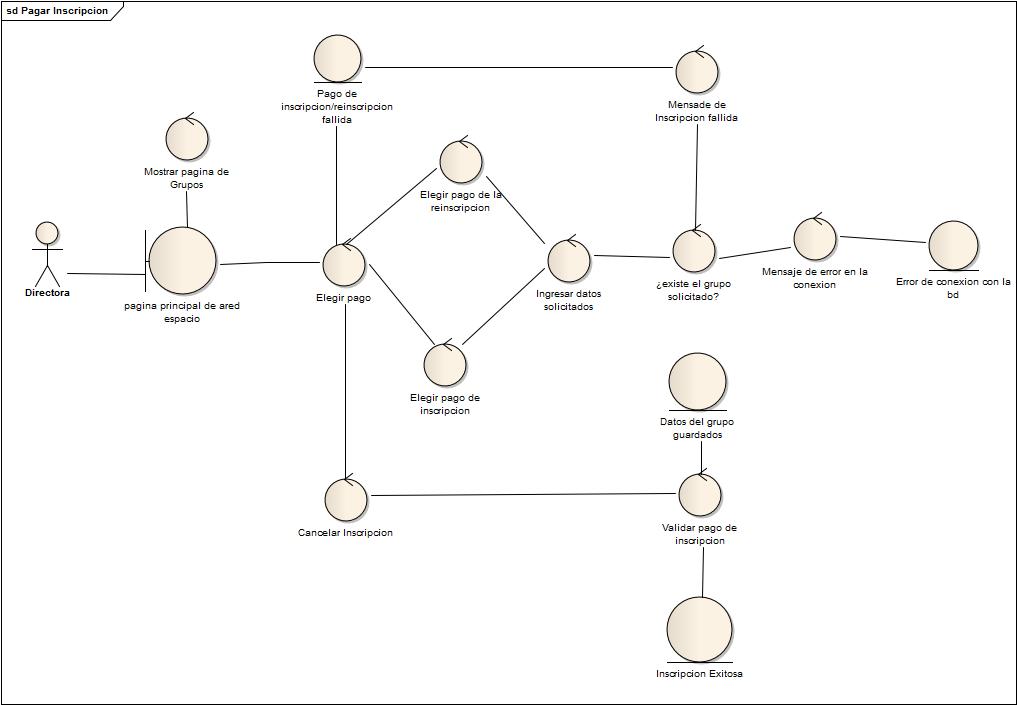 sd Pagar Inscripcion
Pago de
inscripcion/reinscripcion
fallida
Mensade de
Inscripcion fallida
Mostrar pagina de
Grupos
Elegir pago de la
reinscripcion
Directora
pagina principal de ared
espacio
Elegir pago
Ingresar datos
solicitados
¿existe el grupo
solicitado?
Mensaje de error en la
conexion
Error de conexion con la
bd
Elegir pago de
inscripcion
Datos del grupo
guardados
Cancelar Inscripcion
Validar pago de
inscripcion
Inscripcion Exitosa